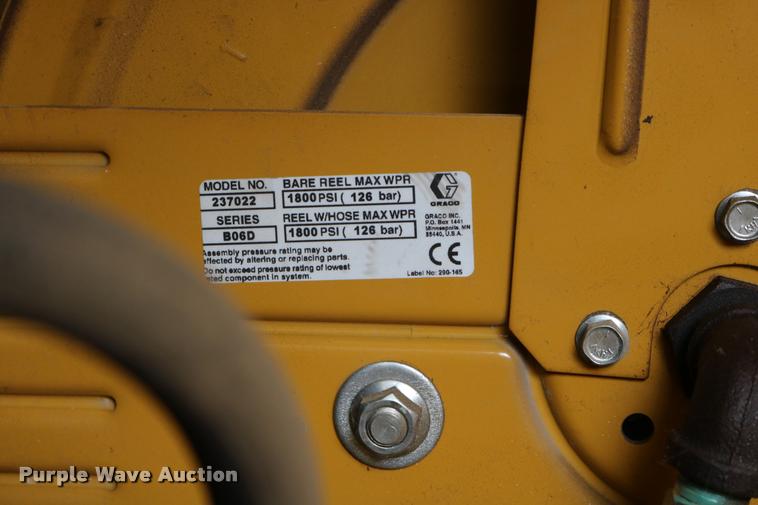 MODEL NO.
237022
SERIES
B06D
BARE REEL MAX WPR
1800 PSI ( 126 bar)
REEL W/HOSE MAX WPR
1800 PSI ( 126 bar)
GRACO
GRACO INC.
P.O. Box 1441
Minneapolis, MN
55440, U.S.A.
Assembly pressure rating may be
effected by altering or replacing parts.
Do not exceed pressure rating of lowest
component in system.
CE
Label No: 290-165
Purple Wave Auction